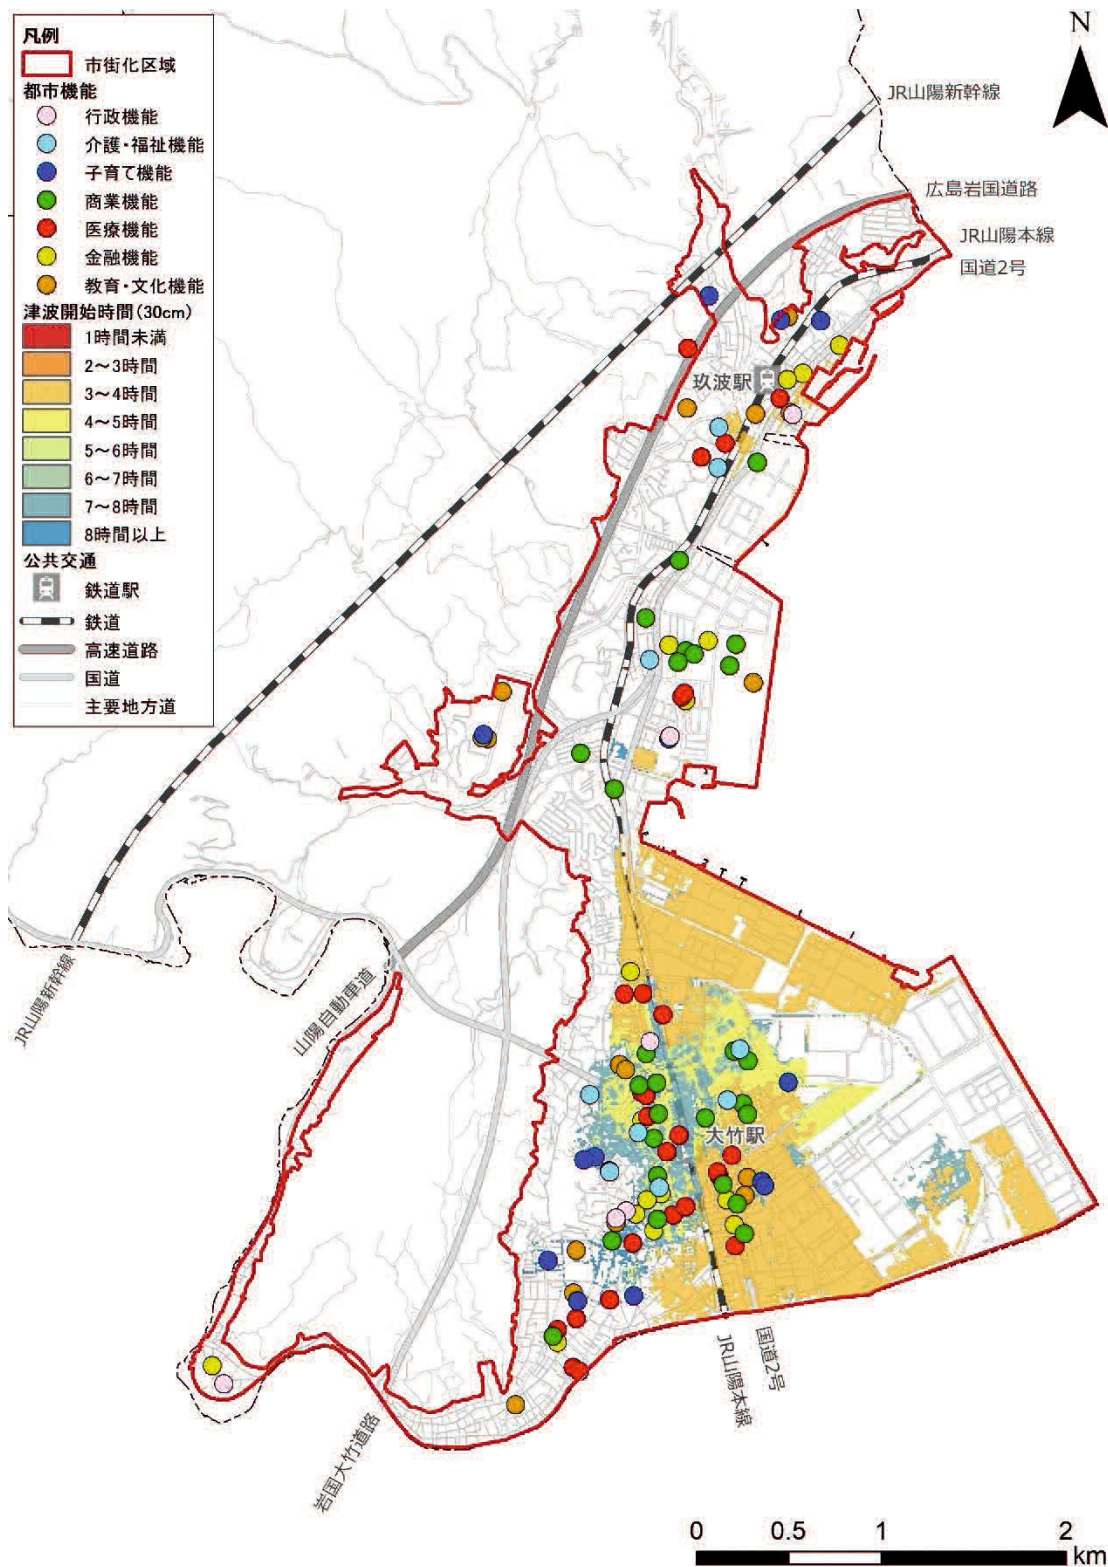 凡例
市街化区域
都市機能
行政機能
介護・福祉機能
子育て機能
商業機能
医療機能
金融機能
教育・文化機能
津波開始時間(30cm)
1時間未満
2～3時間
3～4時間
4～5時間
5～6時間
6～7時間
7～8時間
8時間以上
公共交通
鉄道駅
鉄道
高速道路
国道
主要地方道
N
JR山陽新幹線
広島岩国道路
JR山陽本線
国道2号
玖波駅
JR山陽新幹線
山陽自動車道
大竹駅
国道2号
JR山陽本線
岩国大竹道路
0 0.5 1 2
km